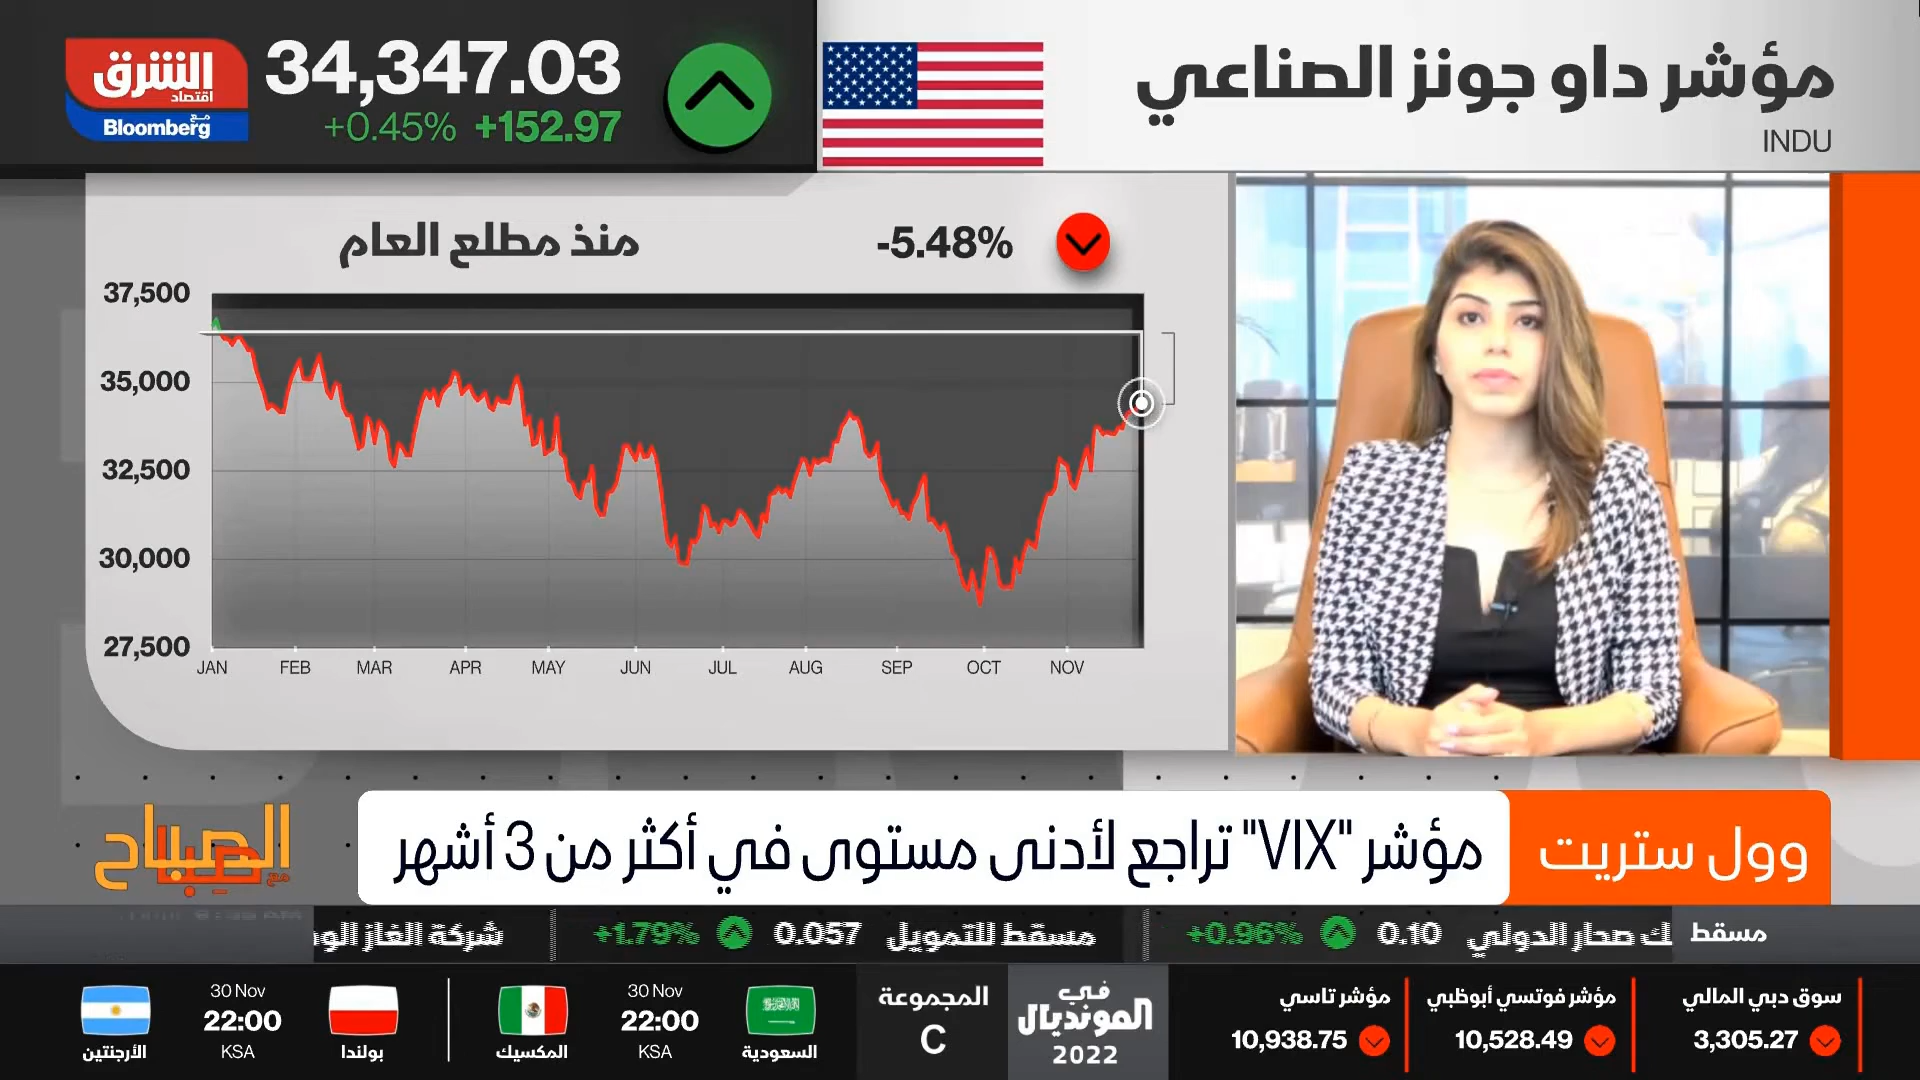 الشرق
اقتصاد
مع
Bloomberg
34,347.03
+0.45% +152.97
مؤشر داو جونز الصناعي
INDU
منذ مطلع العام
-5.48%
37,500
35,000
32,500
30,000
27,500
JAN FEB MAR APR MAY JUN JUL AUG SEP OCT NOV
وول ستريت
مؤشر "VIX" تراجع لأدنى مستوى في أكثر من 3 أشهر
الصباح
مع
صبا
مسقط
ك صحار الدولي 0.10 +0.96%
مسقط للتمويل 0.057 +1.79%
شركة الغاز
سوق دبي المالي
3,305.27
مؤشر فوتسي أبوظبي
10,528.49
مؤشر تاسي
10,938.75
في
المونديال
2022
المجموعة
C
السعودية
30 Nov
22:00
KSA
المكسيك
بولندا
30 Nov
22:00
KSA
الأرجنتين